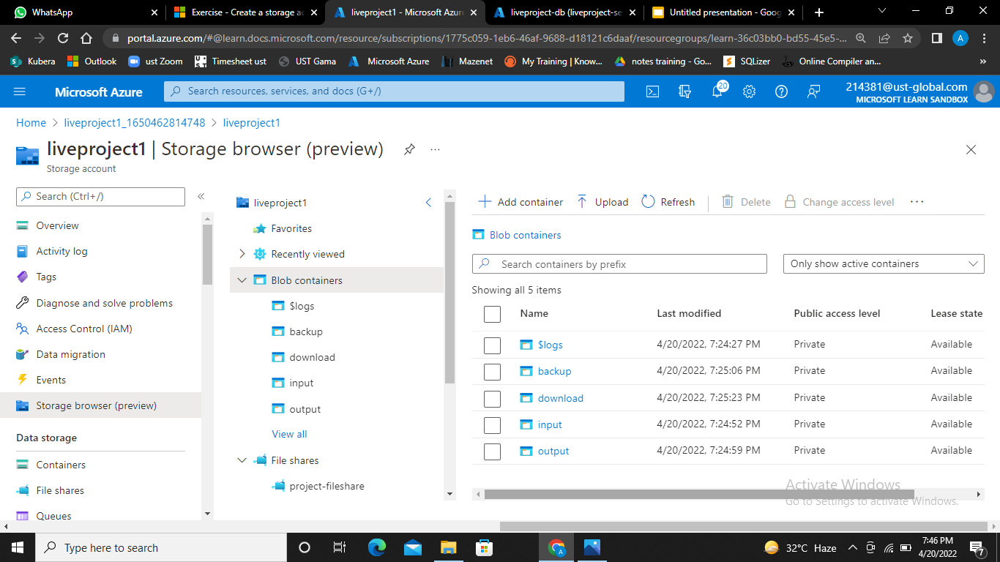 WhatsApp
Exercise - Create a storage ac
liveproject1 - Microsoft Azure
liveproject-db (liveproject-se
Untitled presentation - Goog
portal.azure.com/#@learn.docs.microsoft.com/resource/subscriptions/1775c059-1eb6-46af-9688-d18121c6daaf/resourcegroups/learn-36c03bb0-bd55-45e5-...
A
Kubera
Outlook
ust Zoom
Timesheet ust
UST Gama
Microsoft Azure
Mazenet
My Training | Know...
notes training - Go...
SQLizer
Online Compiler an...
»
Microsoft Azure
Search resources, services, and docs (G+/)
20
214381@ust-global.com
MICROSOFT LEARN SANDBOX
Home > liveproject1_1650462814748 > liveproject1
liveproject1 | Storage browser (preview)
...
Storage account
Search (Ctrl+/)
«
Overview
Activity log
Tags
Diagnose and solve problems
Access Control (IAM)
Data migration
Events
Storage browser (preview)
Data storage
Containers
File shares
Queues
liveproject1
Favorites
Recently viewed
Blob containers
$logs
backup
download
input
output
View all
File shares
project-fileshare
Add container
Upload
Refresh
Delete
Change access level
...
Blob containers
Search containers by prefix
Only show active containers
Showing all 5 items
Name Last modified Public access level Lease state
$logs 4/20/2022, 7:24:27 PM Private Available
backup 4/20/2022, 7:25:06 PM Private Available
download 4/20/2022, 7:25:23 PM Private Available
input 4/20/2022, 7:24:52 PM Private Available
output 4/20/2022, 7:24:59 PM Private Available
Activate Windows
Go to Settings to activate Windows.
Type here to search
32°C Haze
7:46 PM
4/20/2022
7